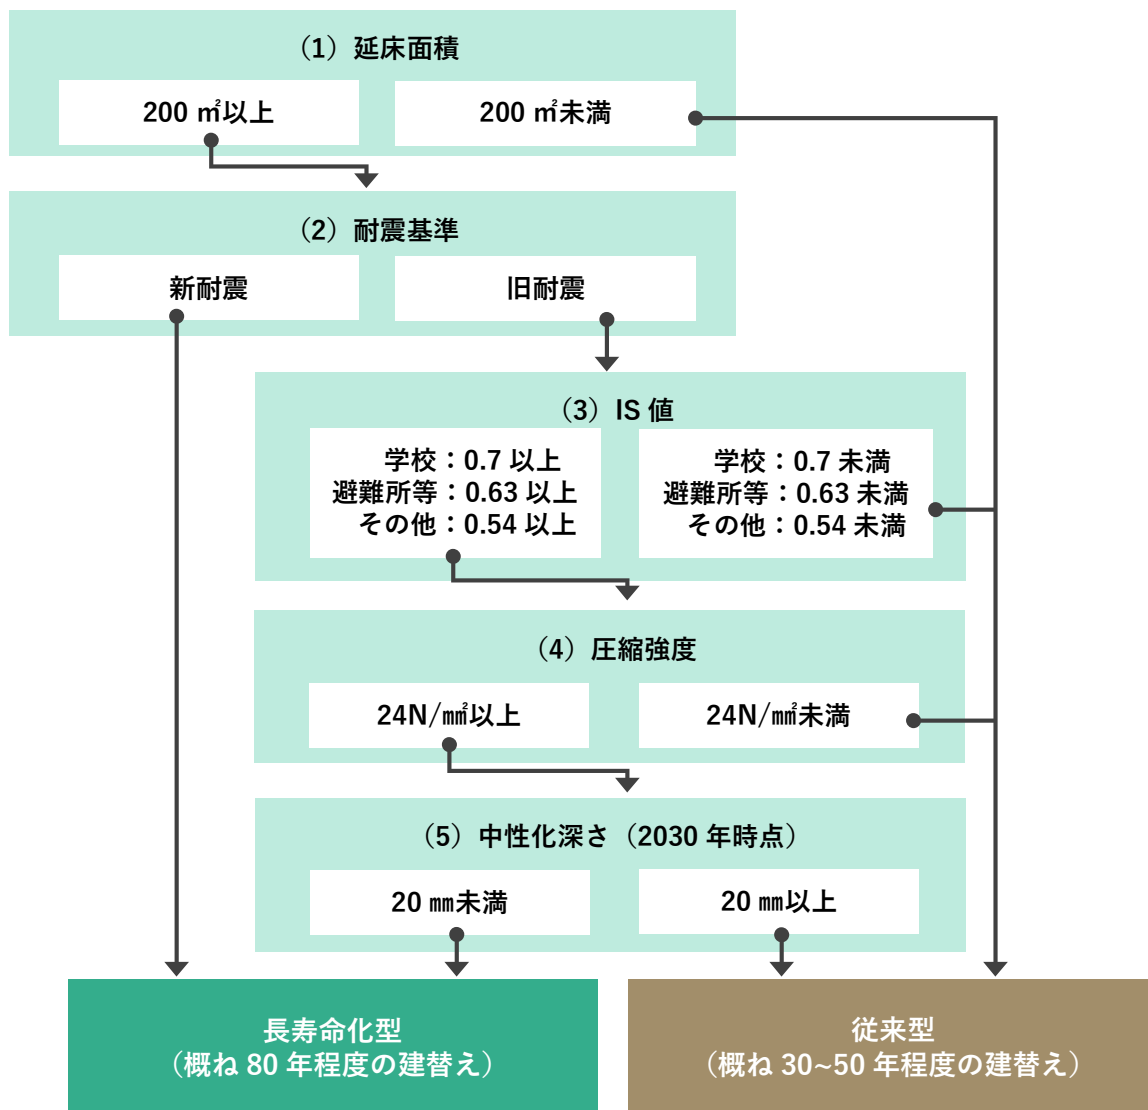 （1）延床面積
200 ㎡以上
200 ㎡未満
（2）耐震基準
新耐震
旧耐震
（3）IS 値
学校：0.7 以上
避難所等：0.63 以上
その他：0.54 以上
学校：0.7 未満
避難所等：0.63 未満
その他：0.54 未満
（4）圧縮強度
24N/㎟以上
24N/㎟未満
（5）中性化深さ（2030 年時点）
20 ㎜未満
20 ㎜以上
長寿命化型
（概ね 80 年程度の建替え）
従来型
（概ね 30~50 年程度の建替え）